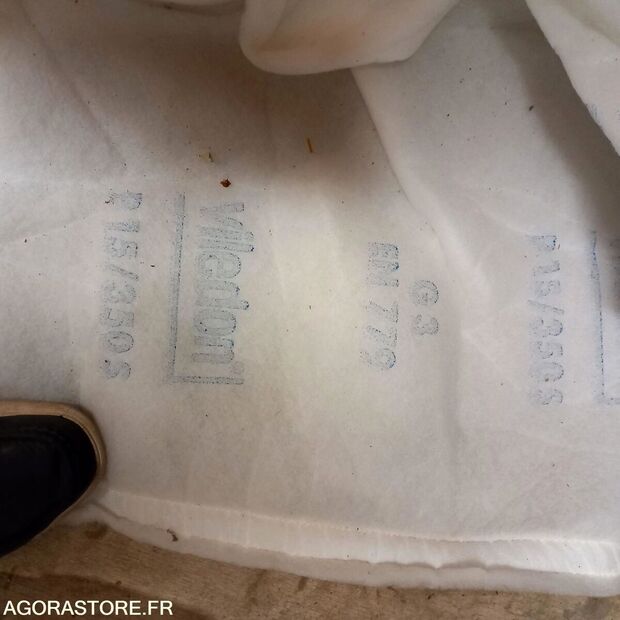 viledon
P15/350S
G3
EN 779
P15/350S
AGORASTORE.FR